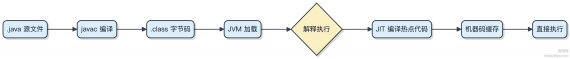 .java 源文件
javac 编译
.class 字节码
JVM 加载
解释执行
JIT 编译热点代码
机器码缓存
直接执行